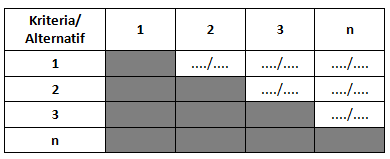 Kriteria/
Alternatif 1 2 3 n
1 ..../.... ..../.... ..../....
2 ..../.... ..../....
3 ..../....
n